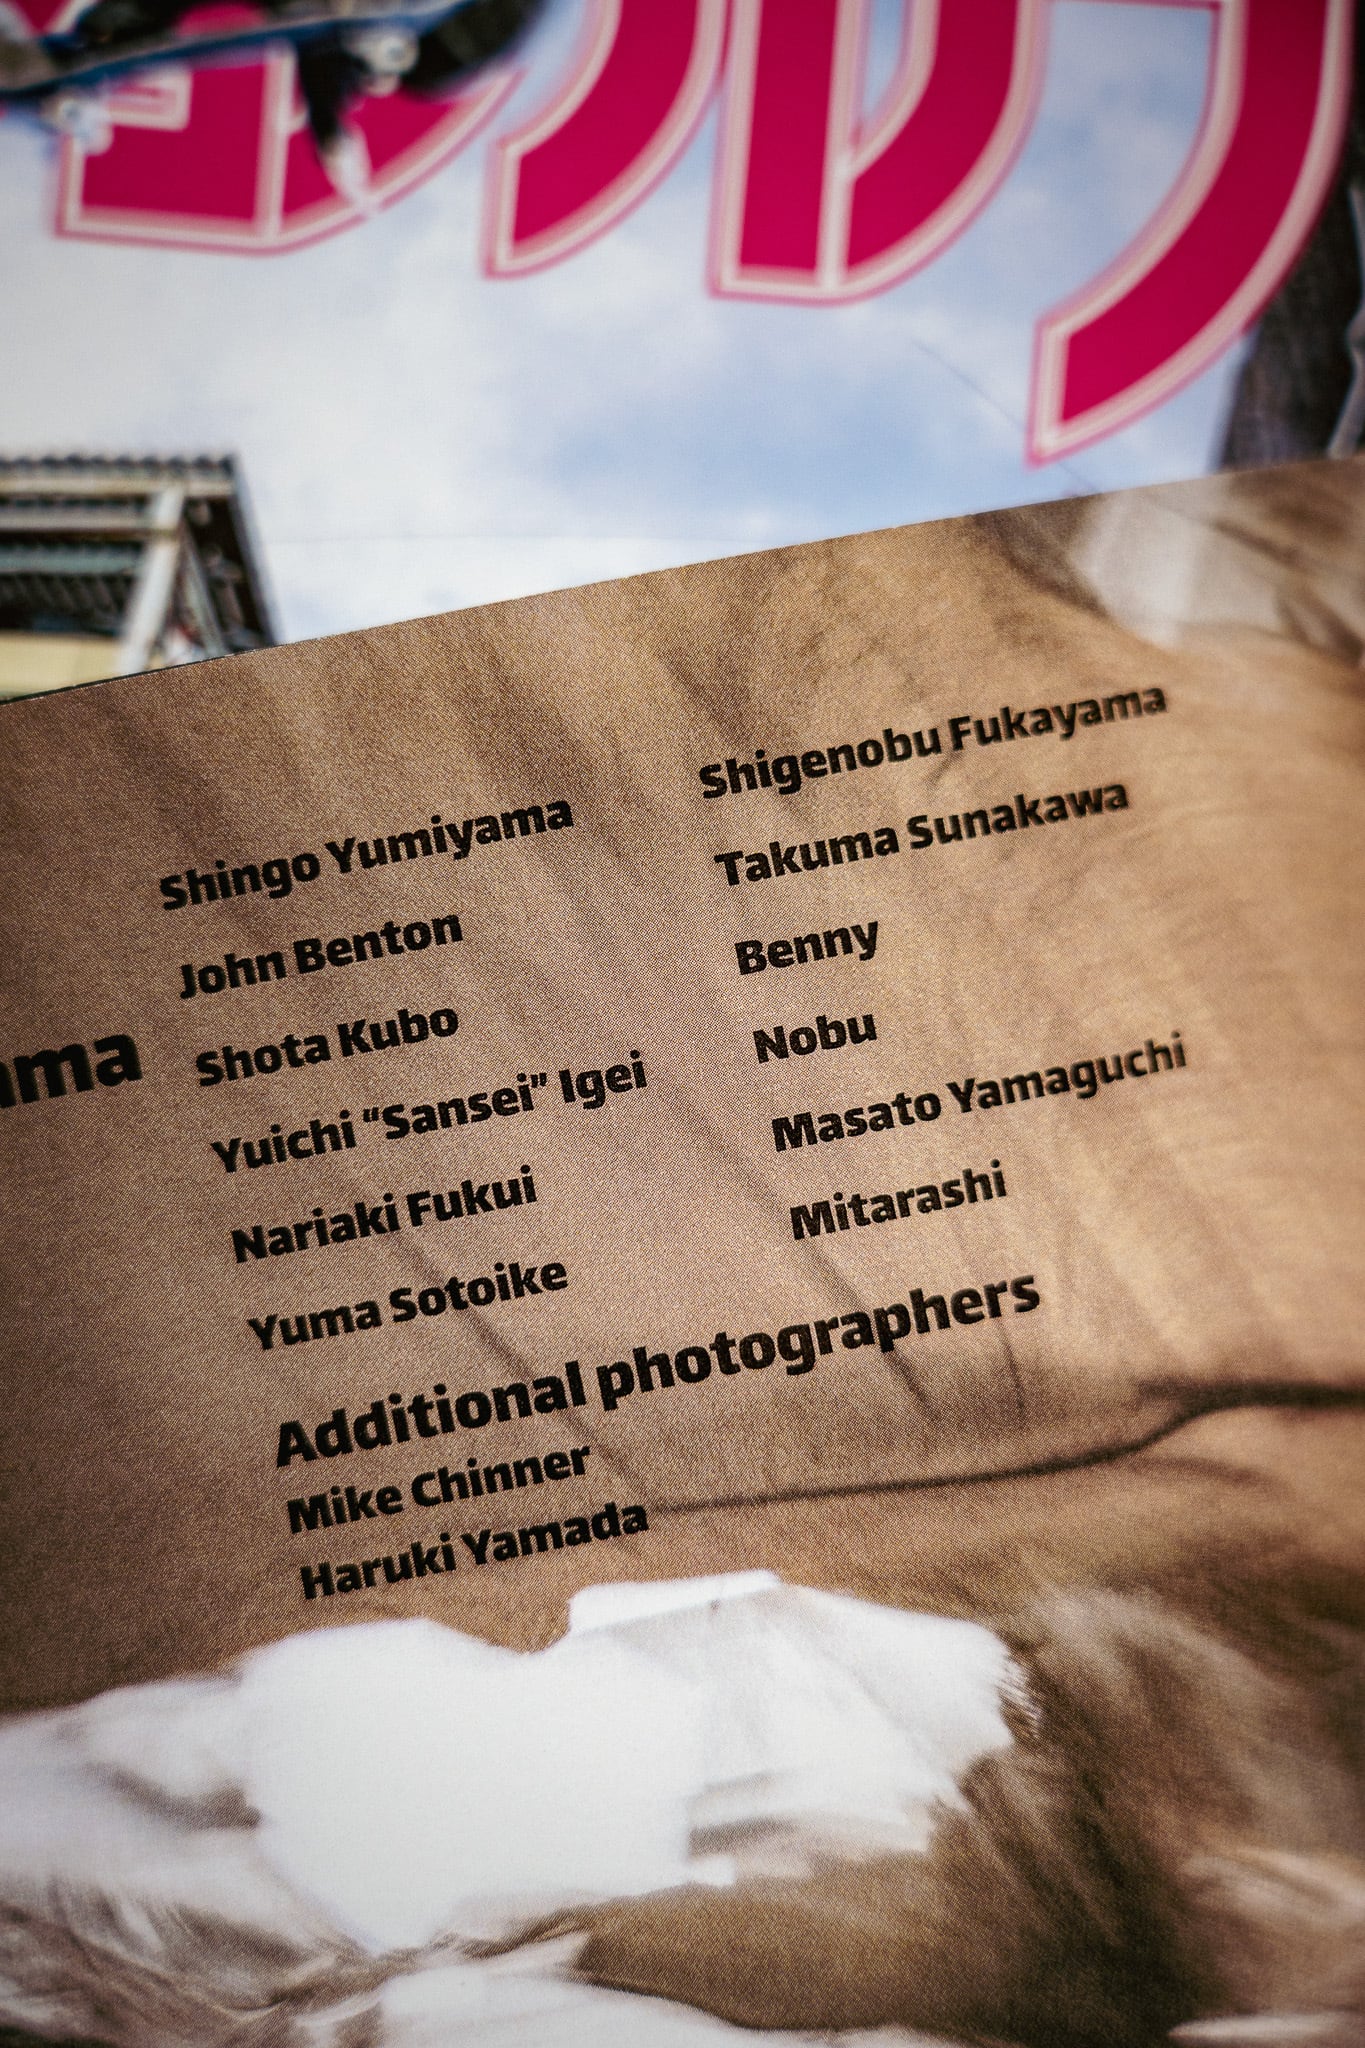 Shingo Yumiyama
John Benton
Shota Kubo
Yuichi “Sansei” Igei
Nariaki Fukui
Yuma Sotoike
Shigenobu Fukayama
Takuma Sunakawa
Benny
Nobu
Masato Yamaguchi
Mitarashi
Additional photographers
Mike Chinner
Haruki Yamada